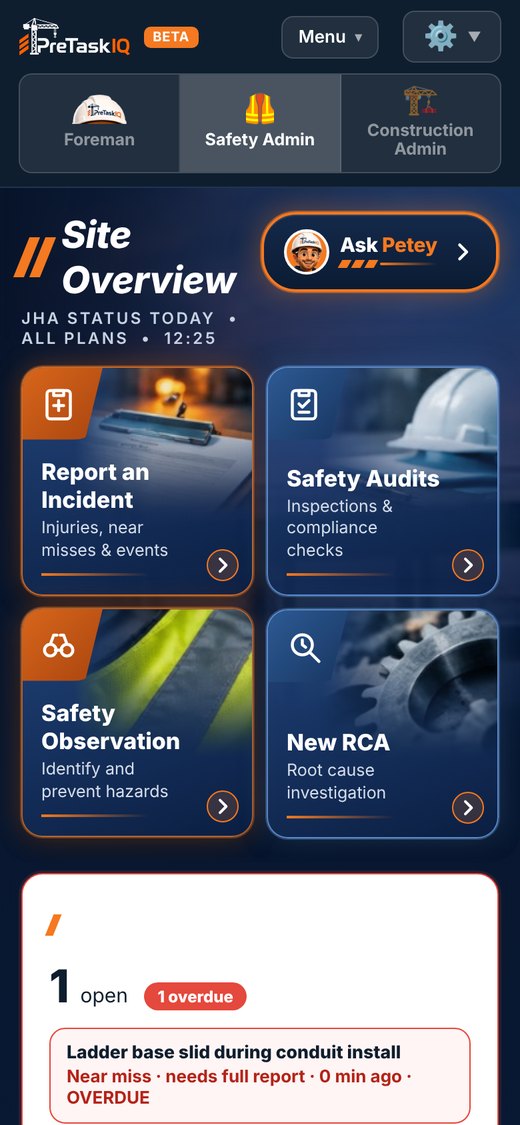 PreTaskIQ
BETA
Menu
Foreman
Safety Admin
Construction
Admin
Site
Overview
Ask Petey
JHA STATUS TODAY •
ALL PLANS • 12:25
Report an
Incident
Injuries, near
misses & events
Safety Audits
Inspections &
compliance
checks
Safety
Observation
Identify and
prevent hazards
New RCA
Root cause
investigation
1 open
1 overdue
Ladder base slid during conduit install
Near miss · needs full report · 0 min ago ·
OVERDUE